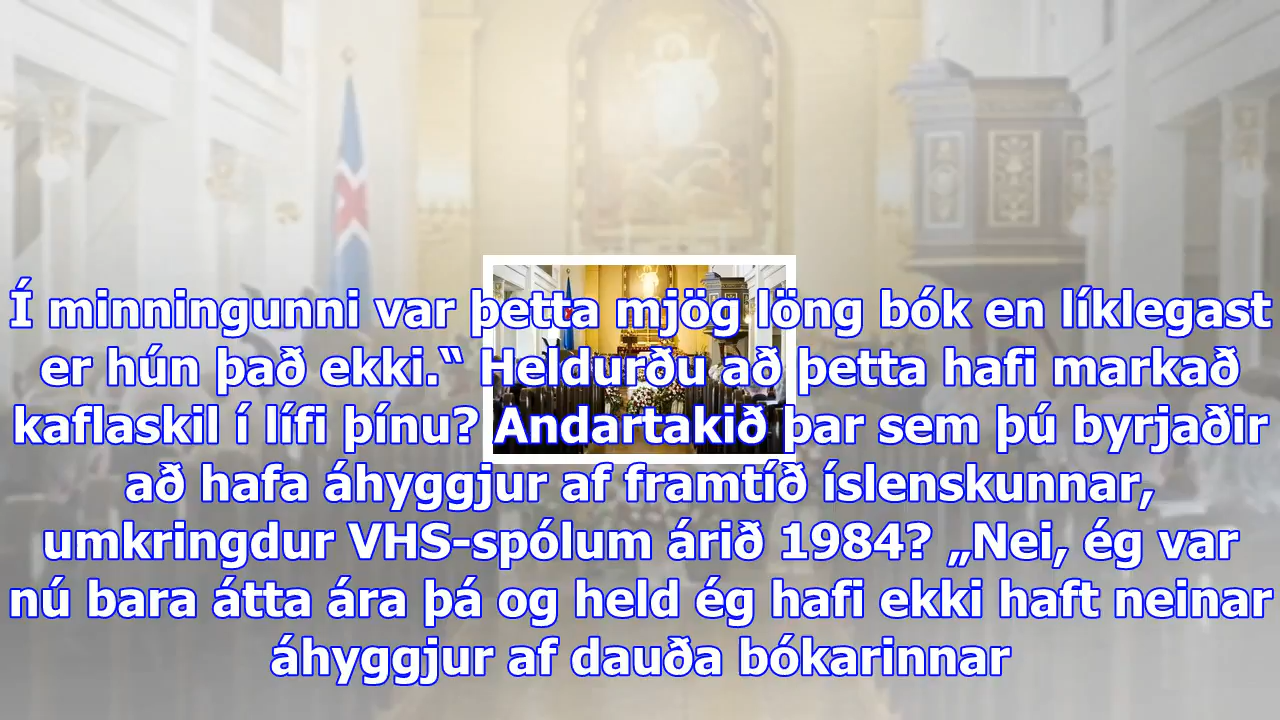 Í minningunni var þetta mjög löng bók en líklegast
er hún það ekki.“ Heldurðu að þetta hafi markað
kaflaskil í lífi þínu? Andartakið þar sem þú byrjaðir
að hafa áhyggjur af framtíð íslenskunnar,
umkringdur VHS-spólum árið 1984? „Nei, ég var
nú bara átta ára þá og held ég hafi ekki haft neinar
áhyggjur af dauða bókarinnar